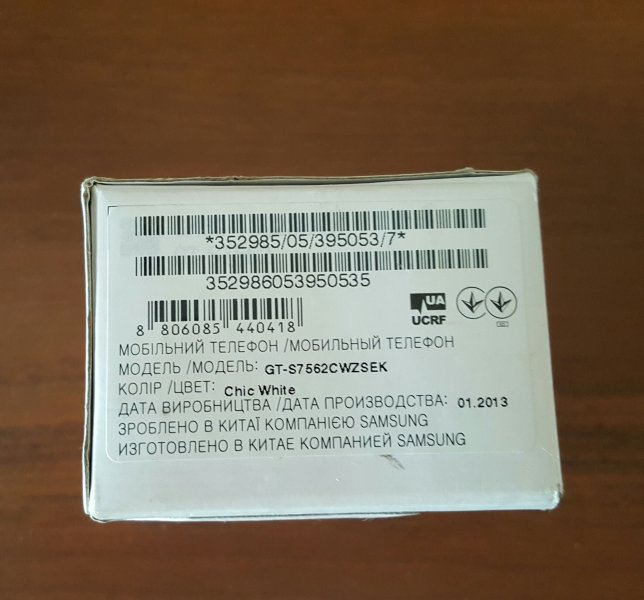 *352985/05/395053/7*
352986053950535
8 806085 440418
UA
UCRF
МОБІЛЬНИЙ ТЕЛЕФОН /МОБИЛЬНЫЙ ТЕЛЕФОН
МОДЕЛЬ /МОДЕЛЬ: GT-S7562CWZSEK
КОЛІР /ЦВЕТ: Chic White
ДАТА ВИРОБНИЦТВА /ДАТА ПРОИЗВОДСТВА: 01.2013
ЗРОБЛЕНО В КИТАЇ КОМПАНІЄЮ SAMSUNG
ИЗГОТОВЛЕНО В КИТАЕ КОМПАНИЕЙ SAMSUNG